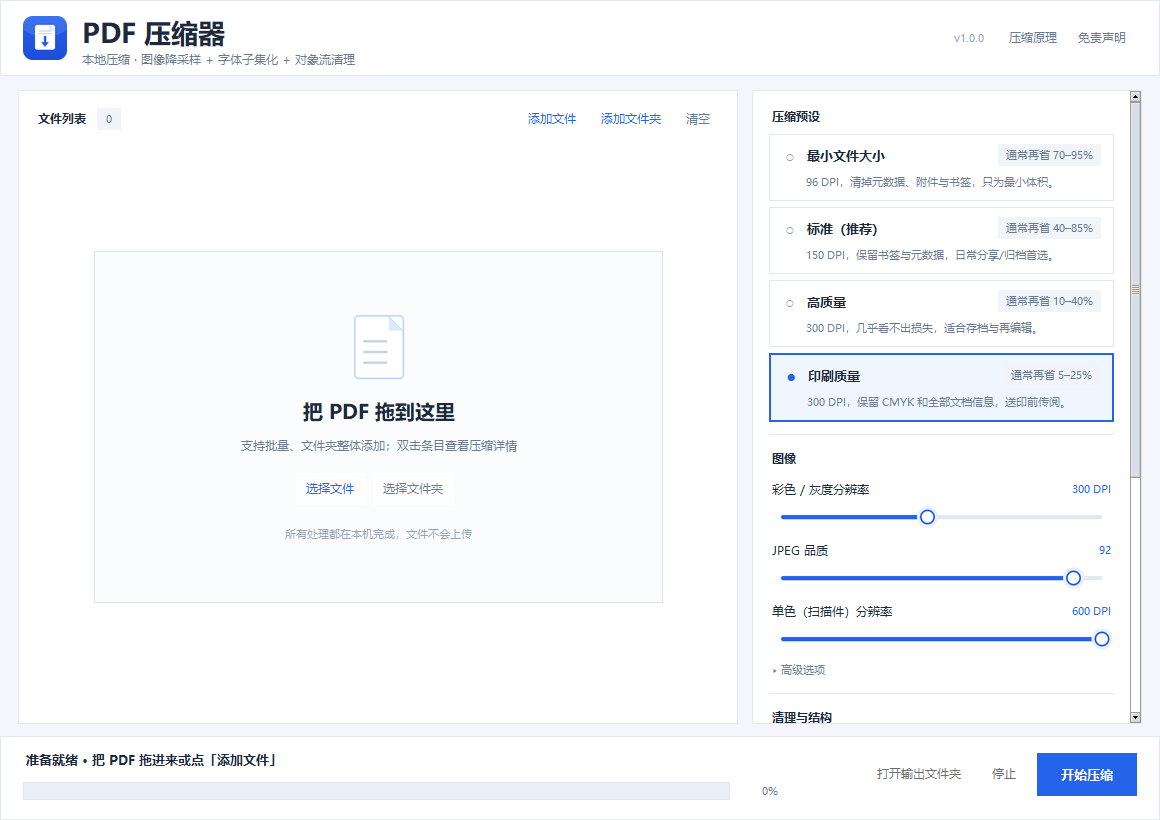 PDF 压缩器
本地压缩 · 图像降采样 + 字体子集化 + 对象流清理
v1.0.0 压缩原理 免责声明
文件列表 0 添加文件 添加文件夹 清空
把 PDF 拖到这里
支持批量、文件夹整体添加；双击条目查看压缩详情
选择文件 选择文件夹
所有处理都在本机完成，文件不会上传
压缩预设
最小文件大小 通常再省 70–95%
96 DPI，清掉元数据、附件与书签，只为最小体积。
标准（推荐） 通常再省 40–85%
150 DPI，保留书签与元数据，日常分享/归档首选。
高质量 通常再省 10–40%
300 DPI，几乎看不出损失，适合存档与再编辑。
印刷质量 通常再省 5–25%
300 DPI，保留 CMYK 和全部文档信息，送印前传阅。
图像
彩色 / 灰度分辨率 300 DPI
JPEG 品质 92
单色（扫描件）分辨率 600 DPI
▸ 高级选项
清理与结构
准备就绪 • 把 PDF 拖进来或点「添加文件」
0%
打开输出文件夹 停止 开始压缩